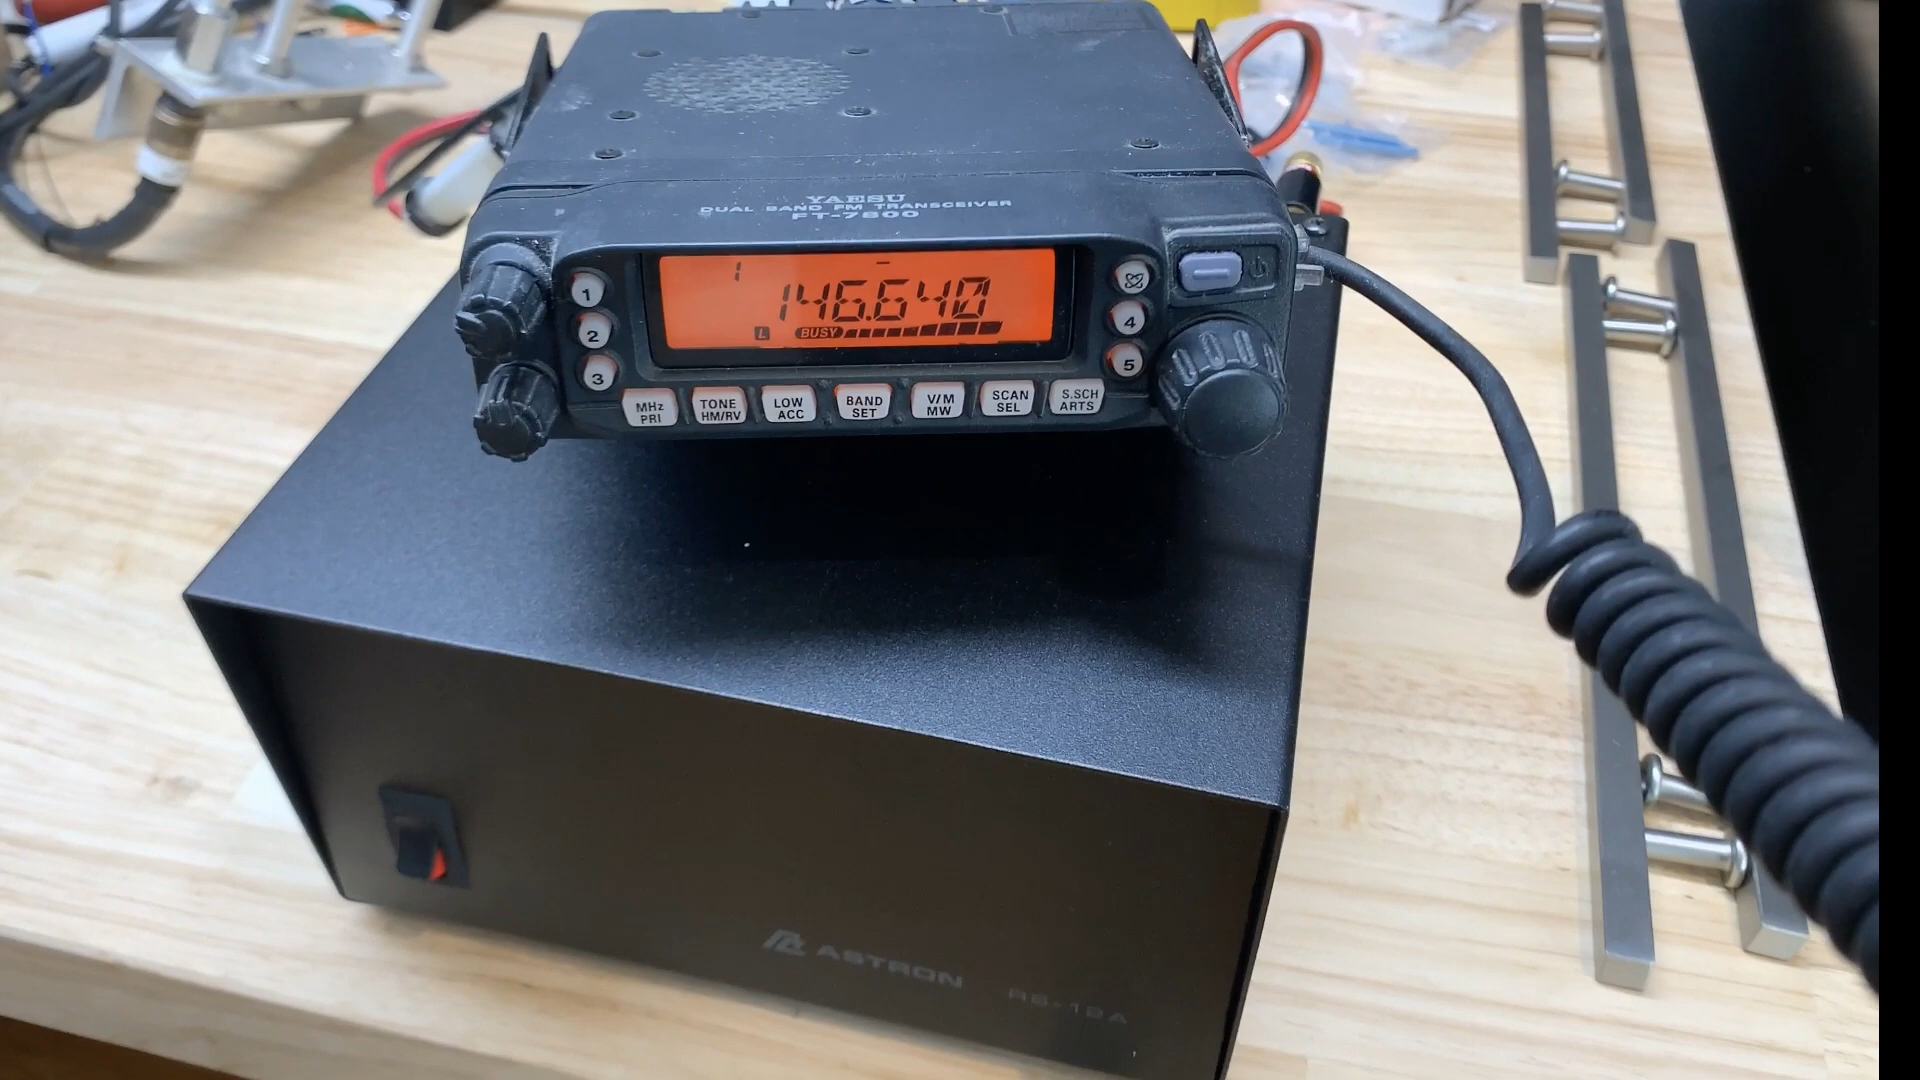 YAESU
DUAL BAND FM TRANSCEIVER
FT-7800
1
146.640
L BUSY
1
2
3
4
5
MHz PRI
TONE HM/RV
LOW ACC
BAND SET
V/M MW
SCAN SEL
S.SCH ARTS
ASTRON
RS-12A